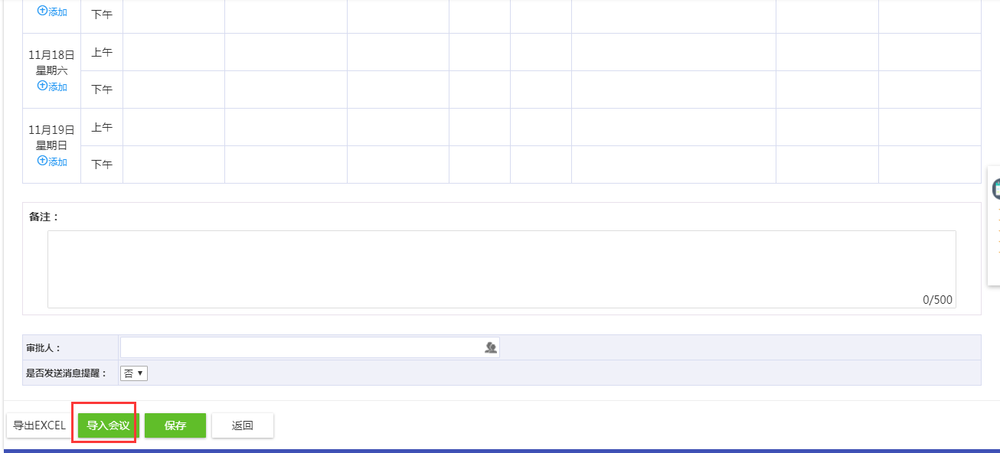 ⊕添加
下午
11月18日
星期六
⊕添加
上午
下午
11月19日
星期日
⊕添加
上午
下午
备注：
0/500
审批人：
是否发送消息提醒：
否 ▼
导出EXCEL
导入会议
保存
返回